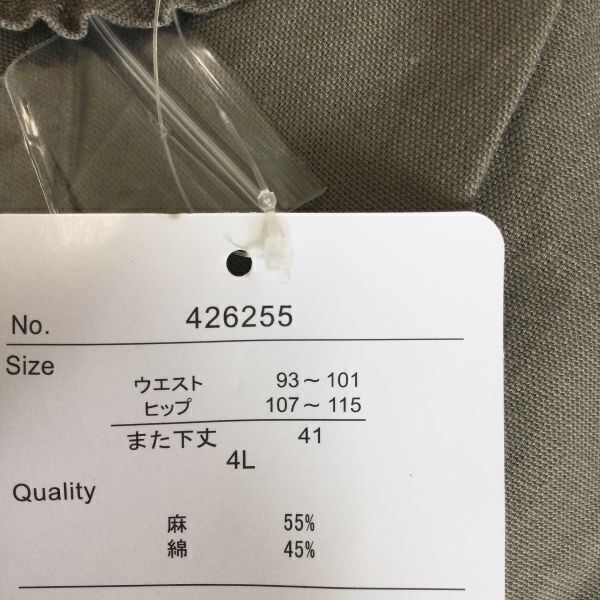 No. 426255
Size
ウエスト 93～101
ヒップ 107～115
また下丈 41
4L
Quality
麻 55%
綿 45%